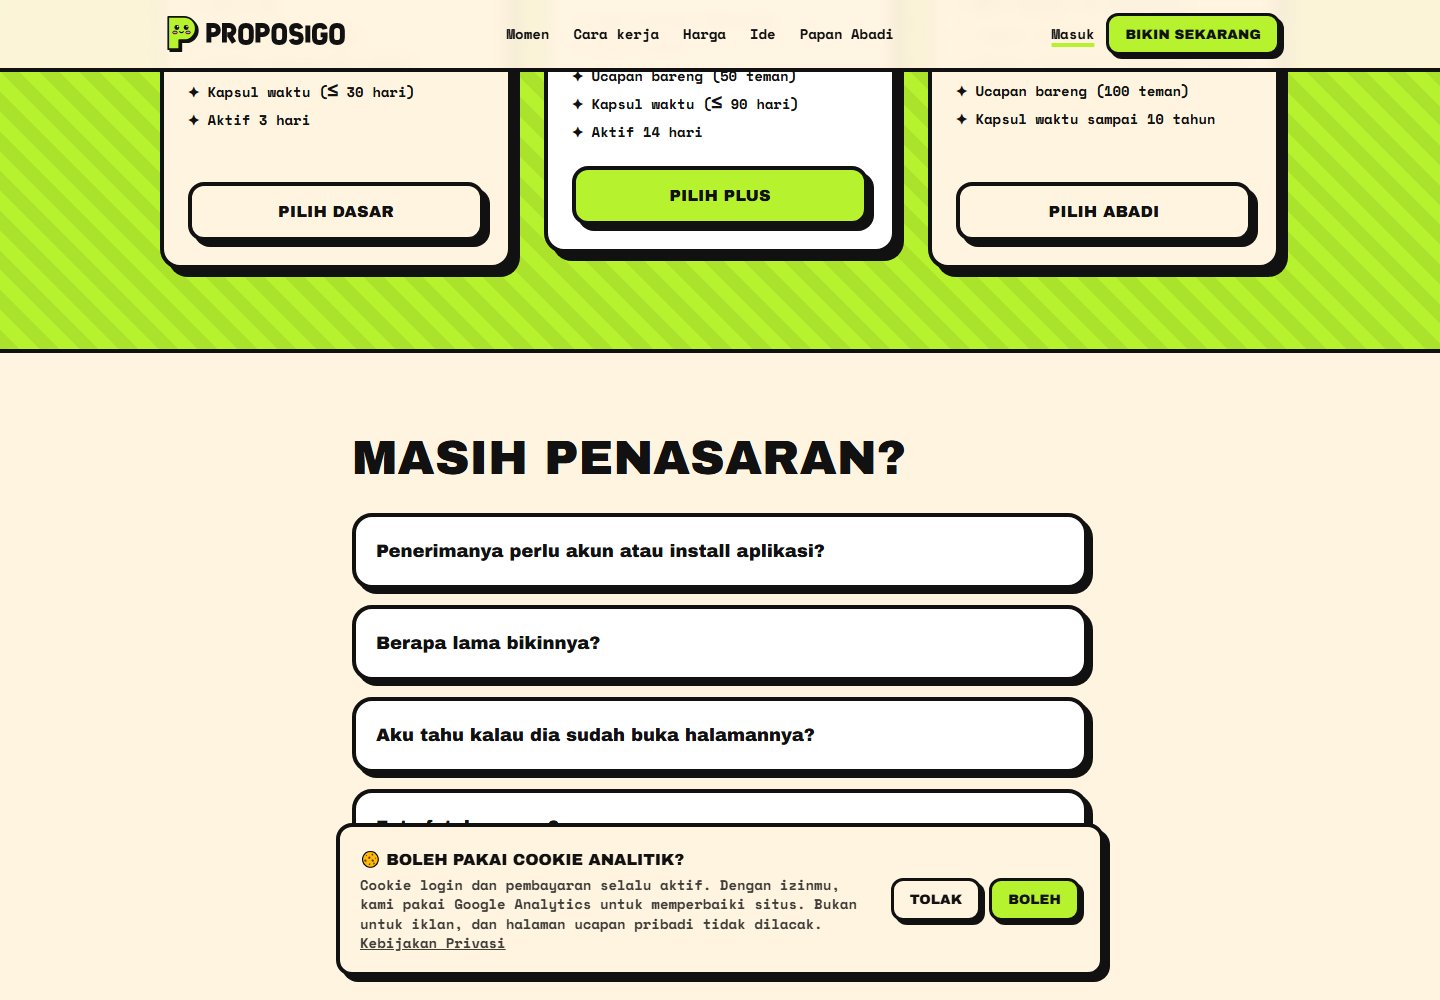 PROPOSIGO
Momen Cara kerja Harga Ide Papan Abadi
Masuk BIKIN SEKARANG
✦ Kapsul waktu (≤ 30 hari)
✦ Aktif 3 hari
PILIH DASAR
✦ Ucapan bareng (50 teman)
✦ Kapsul waktu (≤ 90 hari)
✦ Aktif 14 hari
PILIH PLUS
✦ Ucapan bareng (100 teman)
✦ Kapsul waktu sampai 10 tahun
PILIH ABADI
MASIH PENASARAN?
Penerimanya perlu akun atau install aplikasi?
Berapa lama bikinnya?
Aku tahu kalau dia sudah buka halamannya?
🍪 BOLEH PAKAI COOKIE ANALITIK?
Cookie login dan pembayaran selalu aktif. Dengan izinmu,
kami pakai Google Analytics untuk memperbaiki situs. Bukan
untuk iklan, dan halaman ucapan pribadi tidak dilacak.
Kebijakan Privasi
TOLAK
BOLEH